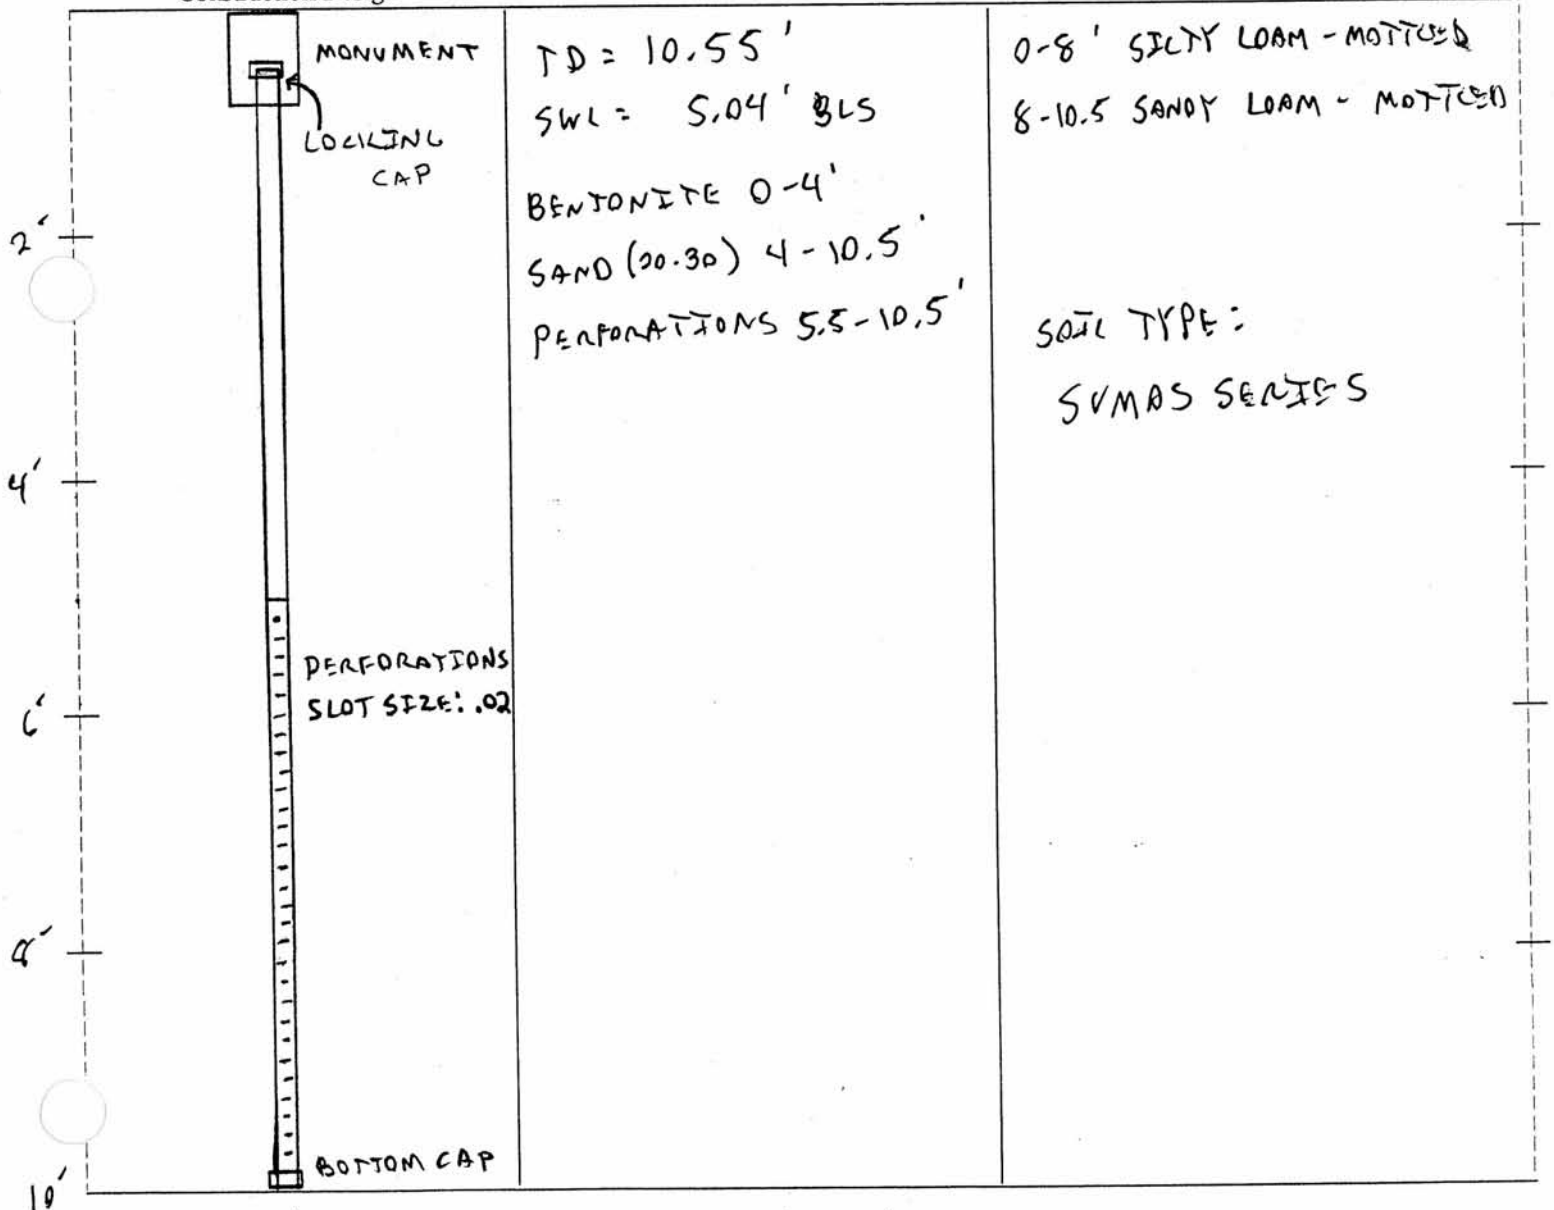 MONUMENT
LOCKING
CAP
2'
4'
PERFORATIONS
SLOT SIZE: .02
6'
8'
BOTTOM CAP
10'
TD = 10.55'
SWL = 5.04' BLS
BENTONITE 0-4'
SAND (20-30) 4-10.5'
PERFORATIONS 5.5-10.5'
0-8' SILTY LOAM - MOTTLED
8-10.5 SANDY LOAM - MOTTLED
SOIL TYPE:
SUMAS SERIES